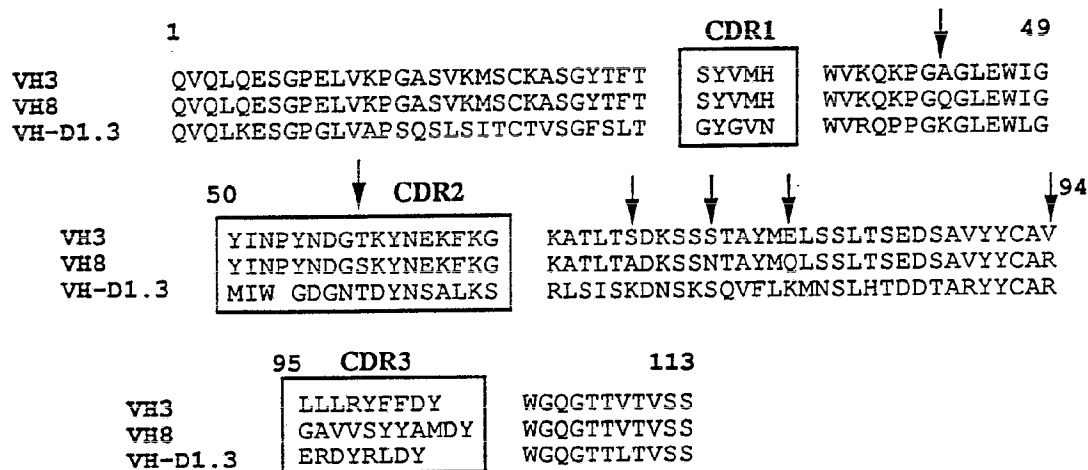 1 CDR1 49
VH3 QVQLQESGPELVKPGASVKMSCKASGYTFT SYVMH WVKQKPGAGLEWIG
VH8 QVQLQESGPELVKPGASVKMSCKASGYTFT SYVMH WVKQKPGQGLEWIG
VH-D1.3 QVQLKESGPGLVAPSQSLSITCTVSGFSLT GYGVN WVRQPPGKGLEWLG
50 CDR2 94
VH3 YINPYNDGTKYNEKFKG KATLTSDKSSSTAYMELSSLTSEDSAVYYCAV
VH8 YINPYNDGSKYNEKFKG KATLTADKSSNTAYMQLSSLTSEDSAVYYCAR
VH-D1.3 MIW GDGNTDYNSALKS RLSISKDNSKSQVFLKMNSLHTDDTARYYCAR
95 CDR3 113
VH3 LLLRYFFDY WGQGTTVTVSS
VH8 GAVVSYYAMDY WGQGTTVTVSS
VH-D1.3 ERDYRLDY WGQGTTLTVSS